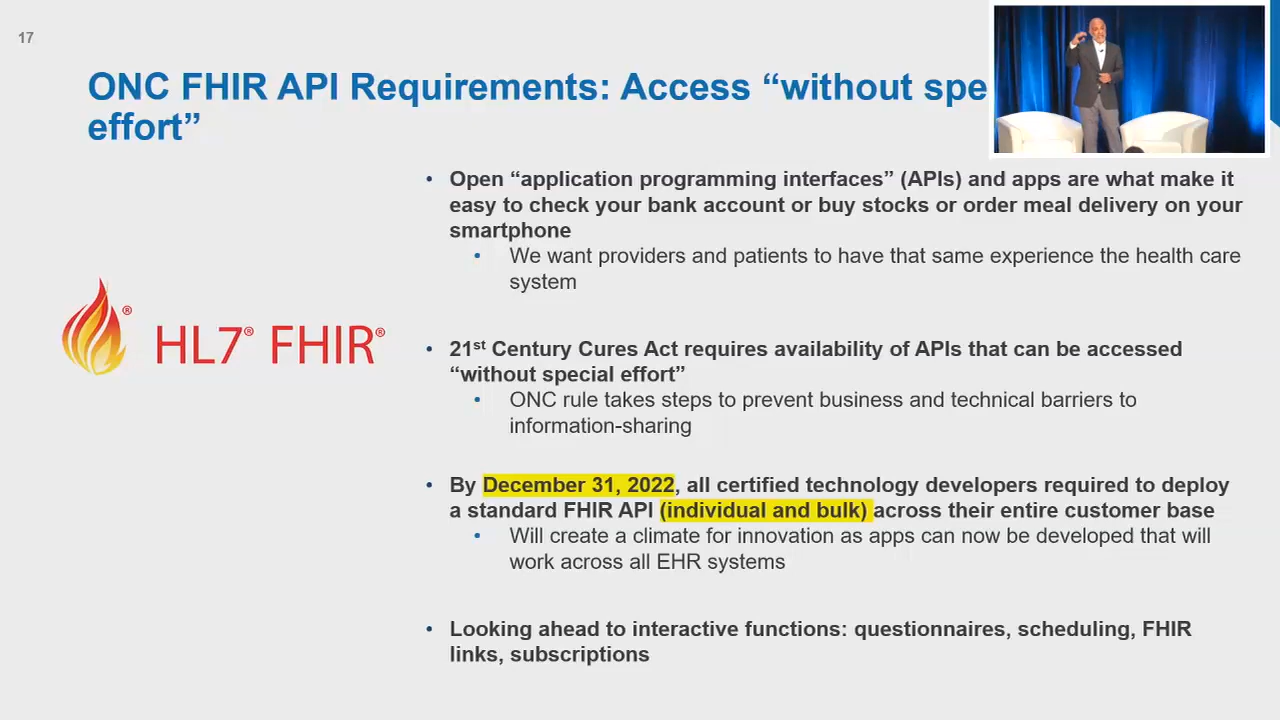 17
ONC FHIR API Requirements: Access “without spe
effort”
• Open “application programming interfaces” (APIs) and apps are what make it
easy to check your bank account or buy stocks or order meal delivery on your
smartphone
• We want providers and patients to have that same experience the health care
system
HL7® FHIR®
• 21st Century Cures Act requires availability of APIs that can be accessed
“without special effort”
• ONC rule takes steps to prevent business and technical barriers to
information-sharing
• By December 31, 2022, all certified technology developers required to deploy
a standard FHIR API (individual and bulk) across their entire customer base
• Will create a climate for innovation as apps can now be developed that will
work across all EHR systems
• Looking ahead to interactive functions: questionnaires, scheduling, FHIR
links, subscriptions